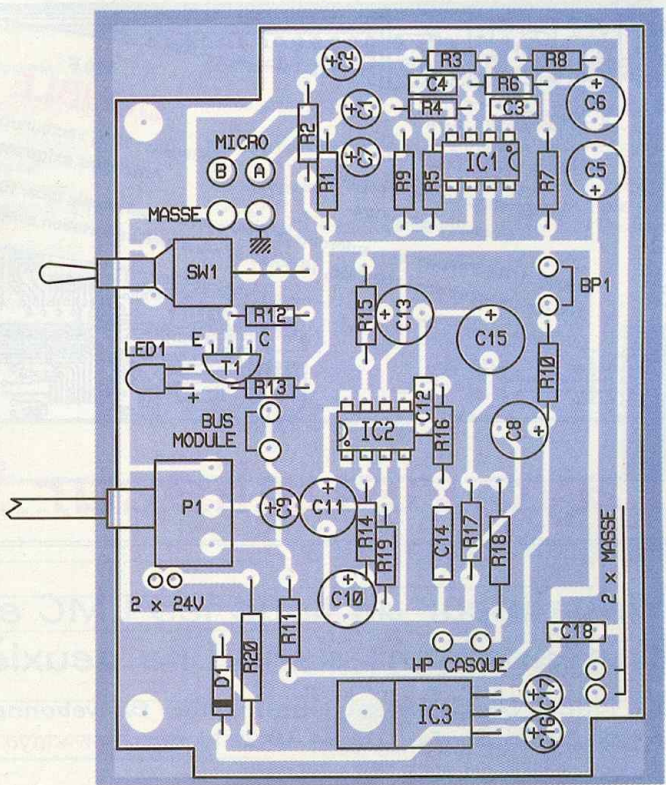 C2
R3
R8
C4
R6
C6
R2
C1
R4
C3
MICRO
B
A
C7
IC1
C5
R1
R9
R5
R7
MASSE
SW1
BP1
R12
R15
C13
C15
LED1
E
C
T1
R10
R13
C12
BUS
MODULE
IC2
R16
C8
P1
C9
C11
R14
R19
C14
R17
R18
2 x MASSE
2 x 24V
C10
R11
R20
C18
HP CASQUE
D1
IC3
C17
C16